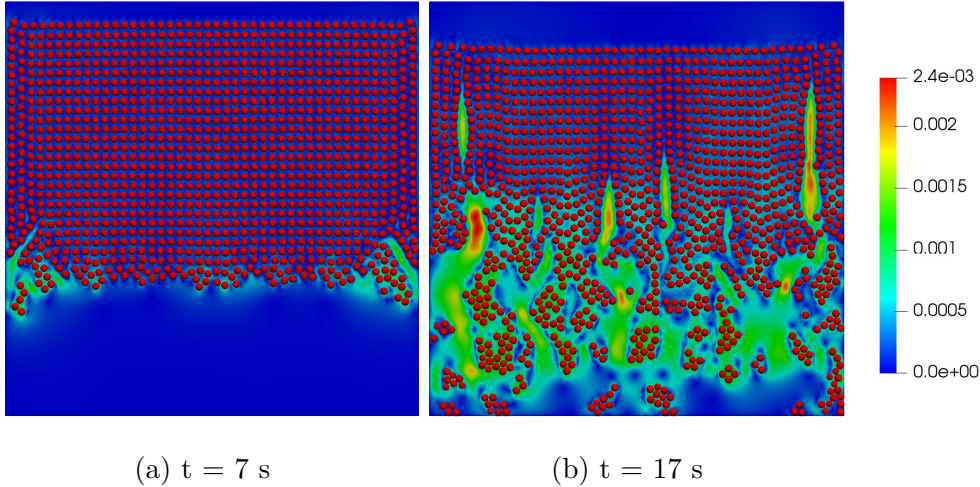 2.4e-03
0.002
0.0015
0.001
0.0005
0.0e+00
(a) t = 7 s
(b) t = 17 s